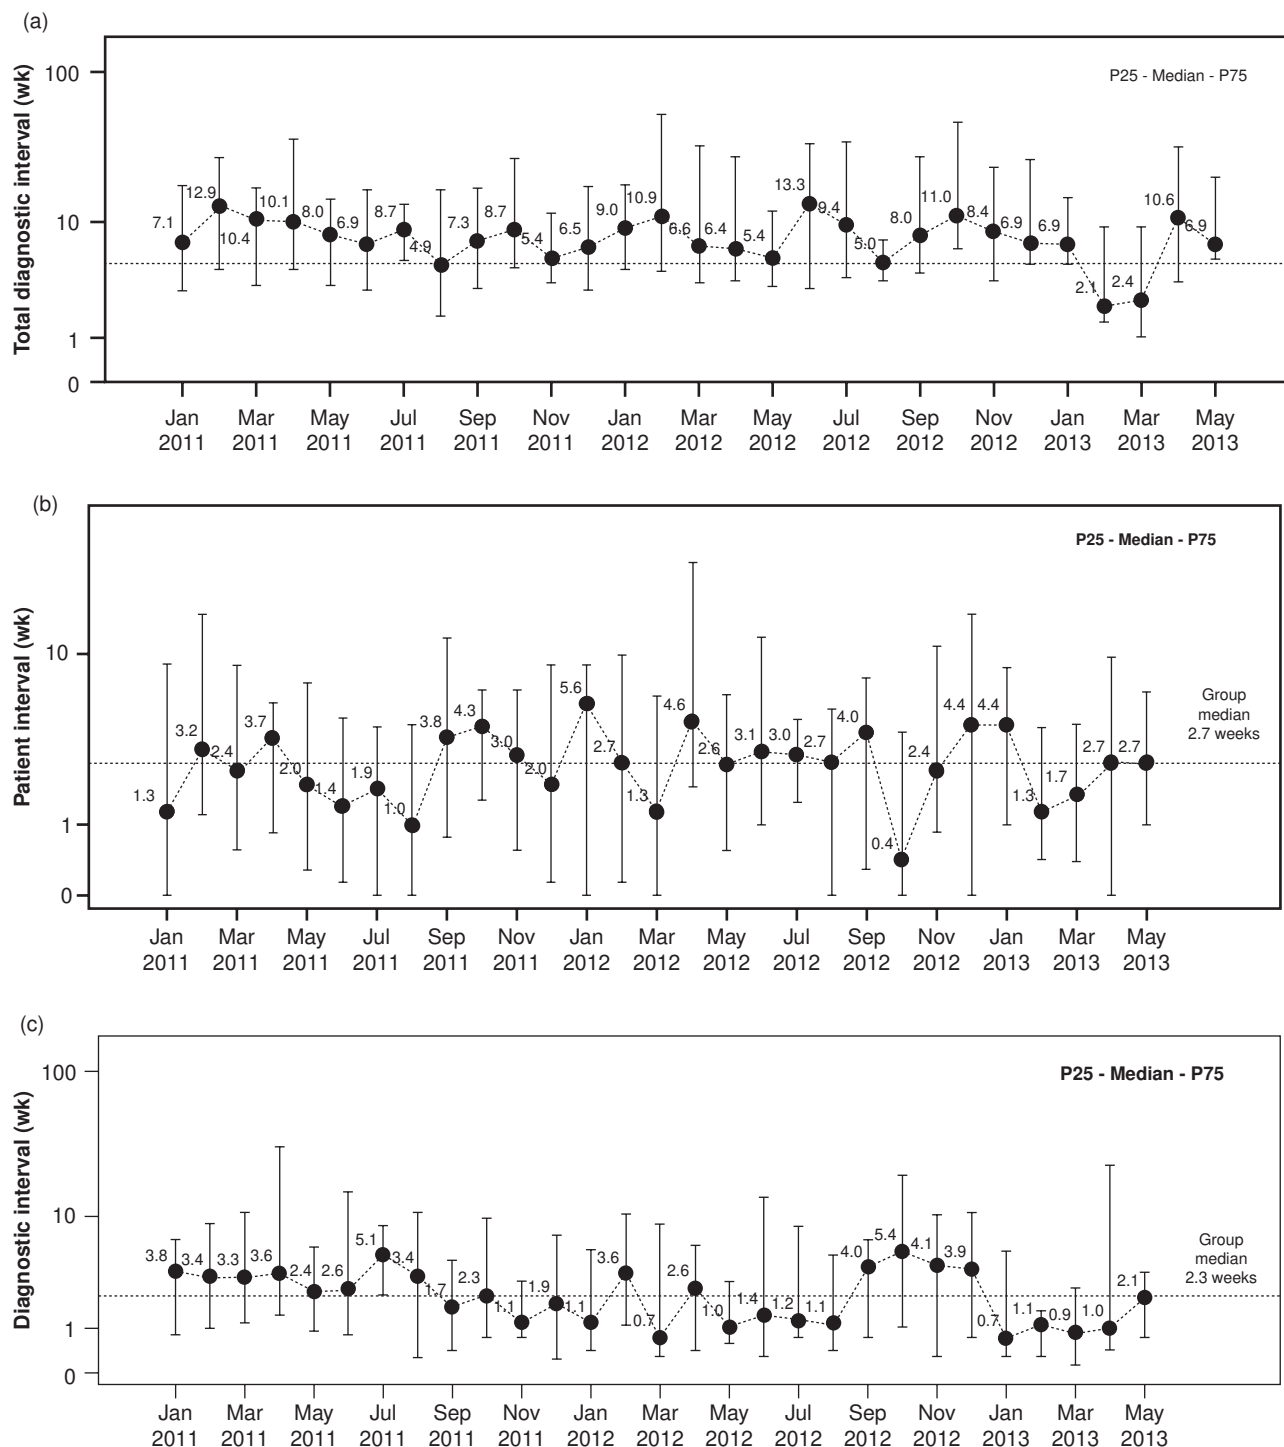 (a)
Total diagnostic interval (wk)
P25 - Median - P75
100
10
1
0
7.1 12.9 10.4 10.1 8.0 6.9 8.7 4.9 7.3 8.7 5.4 6.5 9.0 10.9 6.6 6.4 5.4 13.3 9.4 5.0 8.0 11.0 8.4 6.9 6.9 2.1 2.4 10.6 6.9
Jan Mar May Jul Sep Nov Jan Mar May Jul Sep Nov Jan Mar May
2011 2011 2011 2011 2011 2011 2012 2012 2012 2012 2012 2012 2013 2013 2013
(b)
Patient interval (wk)
P25 - Median - P75
10
1
0
1.3 3.2 2.4 3.7 2.0 1.4 1.9 1.0 3.8 4.3 3.0 2.0 5.6 2.7 1.3 4.6 2.6 3.1 3.0 2.7 4.0 0.4 2.4 4.4 4.4 1.3 1.7 2.7 2.7
Group
median
2.7 weeks
Jan Mar May Jul Sep Nov Jan Mar May Jul Sep Nov Jan Mar May
2011 2011 2011 2011 2011 2011 2012 2012 2012 2012 2012 2012 2013 2013 2013
(c)
Diagnostic interval (wk)
P25 - Median - P75
100
10
1
0
3.8 3.4 3.3 3.6 2.4 2.6 5.1 3.4 1.7 2.3 1.1 1.9 1.1 3.6 0.7 2.6 1.0 1.4 1.2 1.1 4.0 5.4 4.1 3.9 0.7 1.1 0.9 1.0 2.1
Group
median
2.3 weeks
Jan Mar May Jul Sep Nov Jan Mar May Jul Sep Nov Jan Mar May
2011 2011 2011 2011 2011 2011 2012 2012 2012 2012 2012 2012 2013 2013 2013